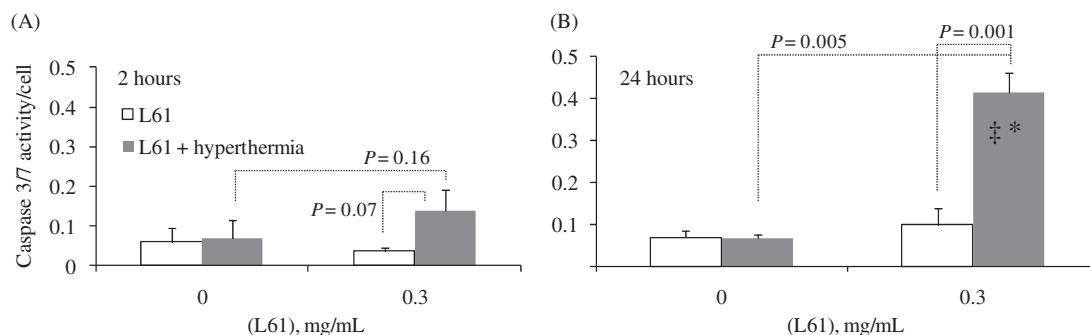 (A)
Caspase 3/7 activity/cell
0.5
0.4
0.3
0.2
0.1
0
2 hours
L61
L61 + hyperthermia
P = 0.16
P = 0.07
0
0.3
(L61), mg/mL
(B)
P = 0.001
P = 0.005
0.5
0.4
0.3
0.2
0.1
24 hours
‡ *
0
0.3
(L61), mg/mL